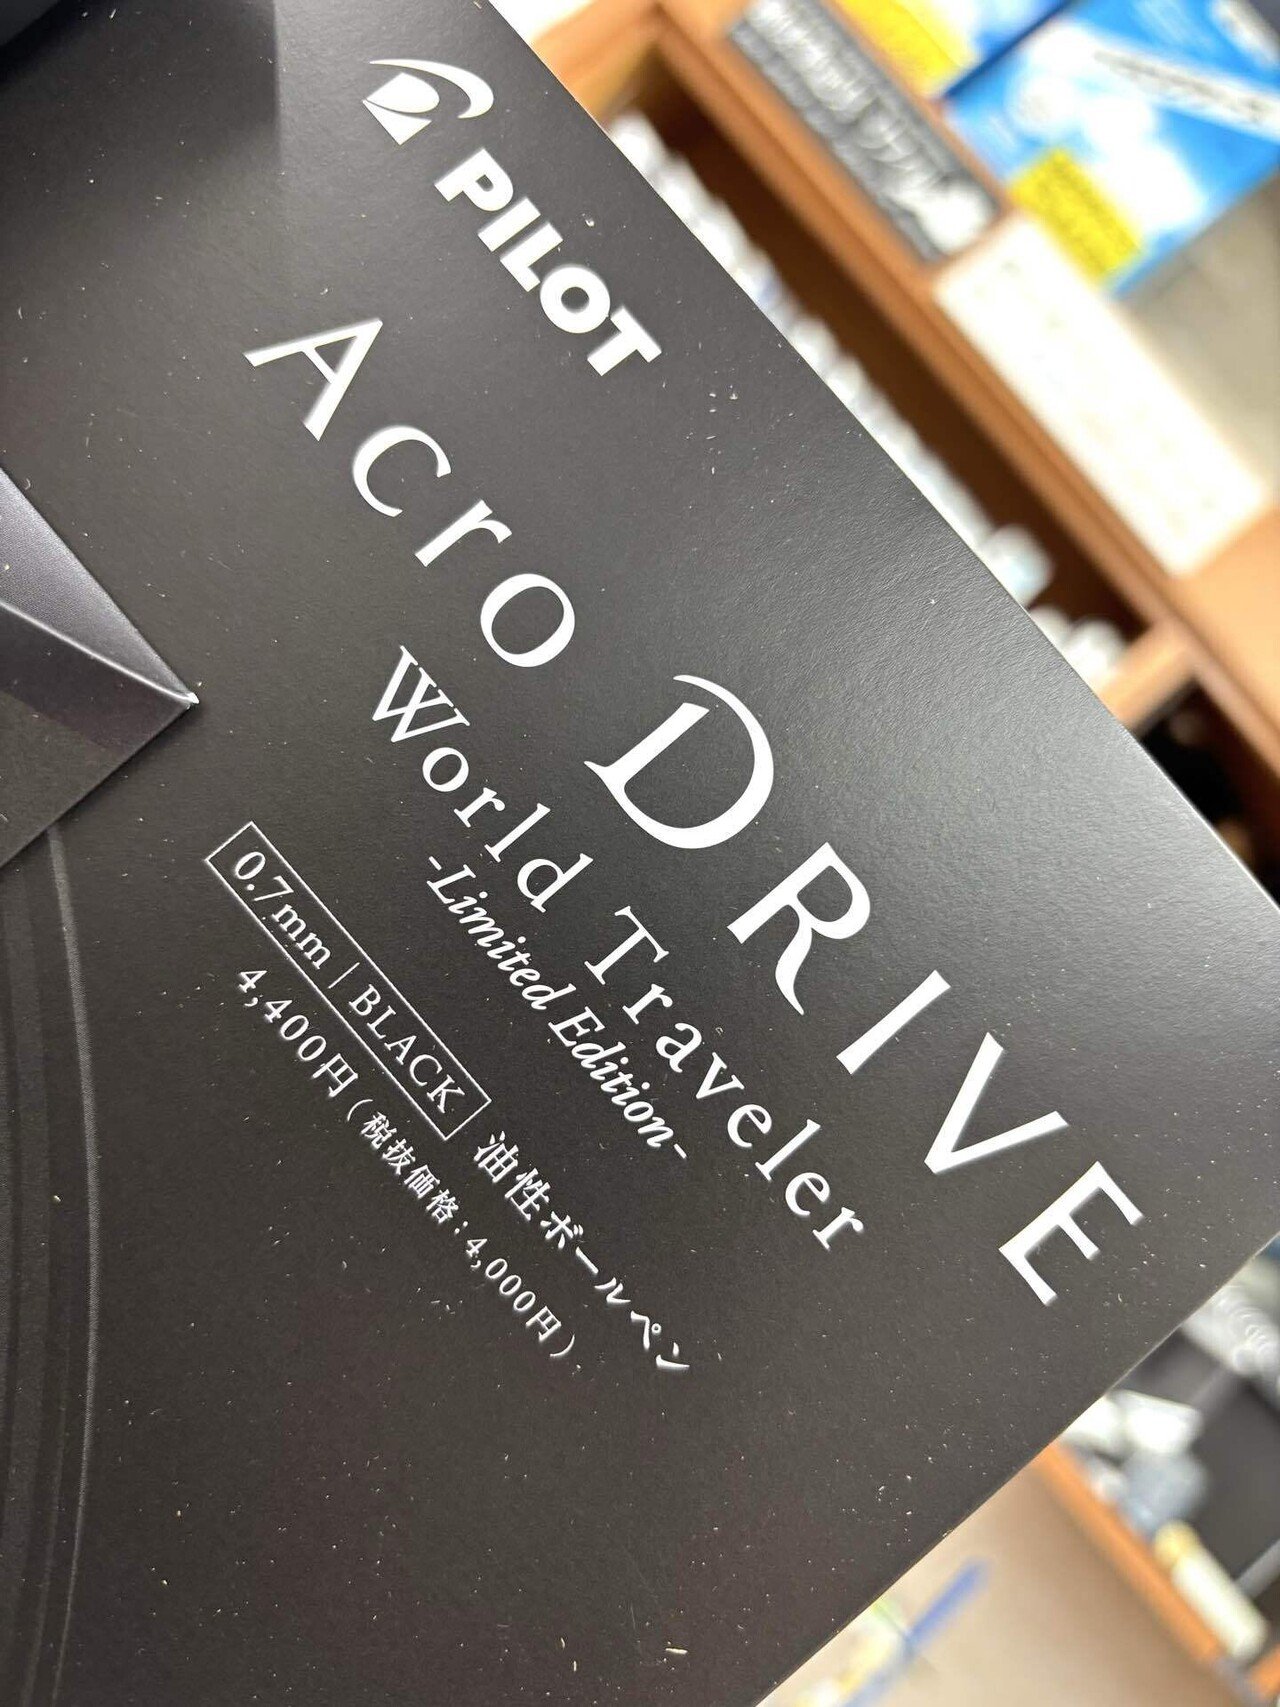 PILOT
Acro DRIVE
World Traveler
-Limited Edition-
0.7mm | BLACK 油性ボールペン
4,400円(税抜価格:4,000円)